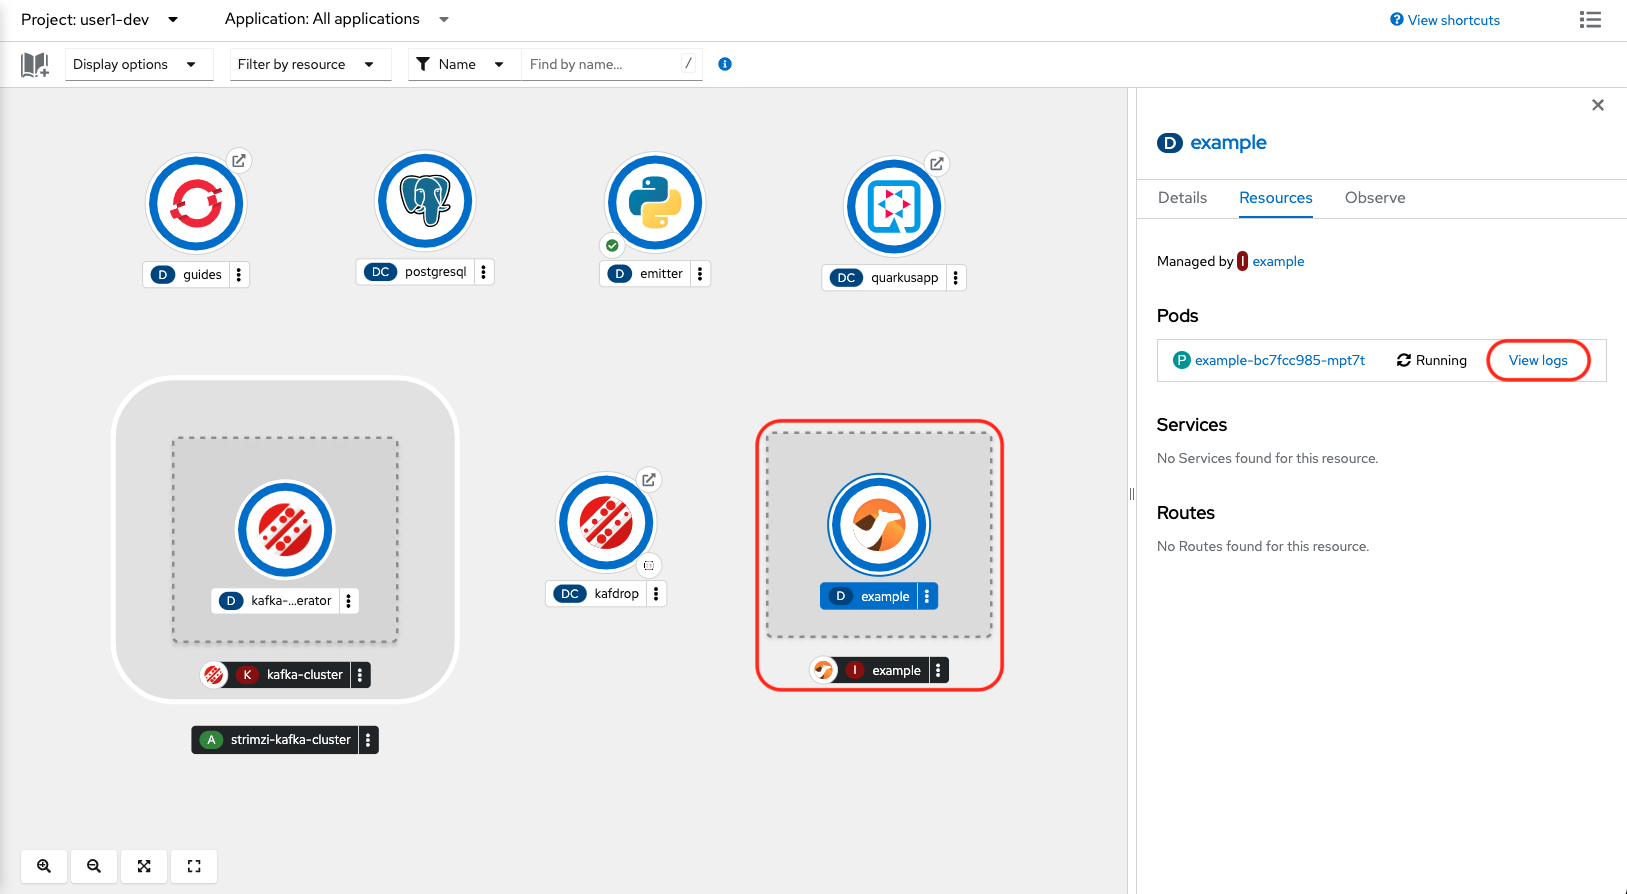 Project: user1-dev
Application: All applications
View shortcuts
Display options
Filter by resource
Name
Find by name...
/
D example
Details
Resources
Observe
Managed by I example
Pods
P example-bc7fcc985-mpt7t
Running
View logs
Services
No Services found for this resource.
Routes
No Routes found for this resource.
D guides
DC postgresql
D emitter
DC quarkusapp
D kafka-...erator
K kafka-cluster
A strimzi-kafka-cluster
DC kafdrop
D example
I example